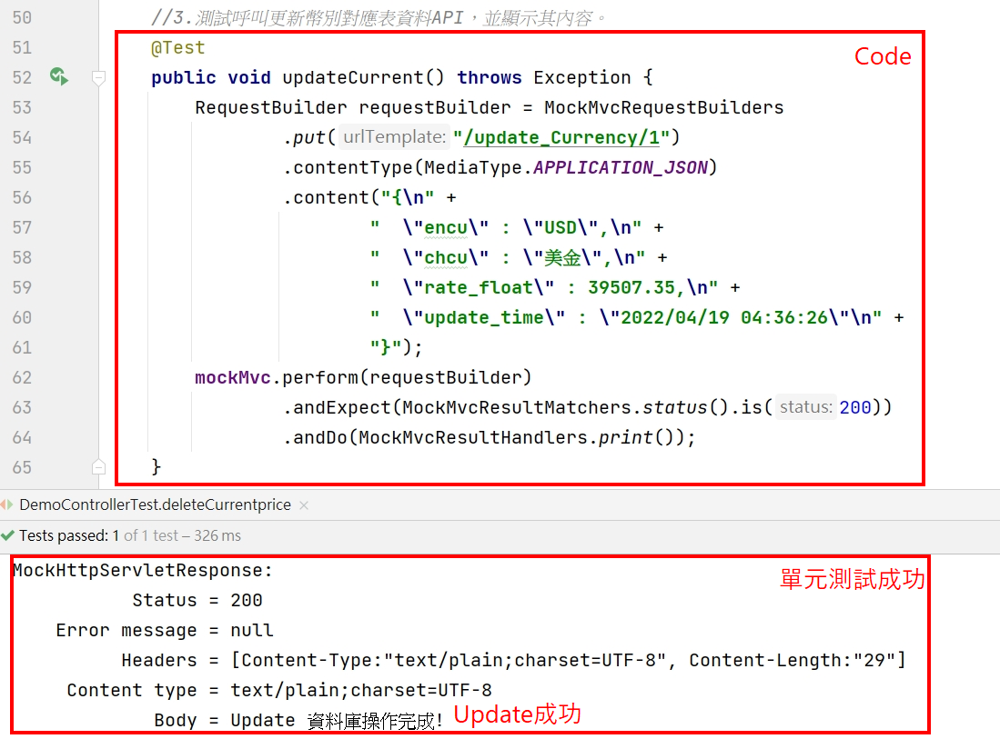 50 //3.測試呼叫更新幣別對應表資料API，並顯示其內容。
51 @Test
Code
52 public void updateCurrent() throws Exception {
53 RequestBuilder requestBuilder = MockMvcRequestBuilders
54 .put( urlTemplate: "/update_Currency/1")
55 .contentType(MediaType.APPLICATION_JSON)
56 .content("{\n" +
57 "  \"encu\" : \"USD\",\n" +
58 "  \"chcu\" : \"美金\",\n" +
59 "  \"rate_float\" : 39507.35,\n" +
60 "  \"update_time\" : \"2022/04/19 04:36:26\"\n" +
61 "}");
62 mockMvc.perform(requestBuilder)
63 .andExpect(MockMvcResultMatchers.status().is( status: 200))
64 .andDo(MockMvcResultHandlers.print());
65 }
DemoControllerTest.deleteCurrentprice ×
Tests passed: 1 of 1 test – 326 ms
MockHttpServletResponse:
單元測試成功
Status = 200
Error message = null
Headers = [Content-Type:"text/plain;charset=UTF-8", Content-Length:"29"]
Content type = text/plain;charset=UTF-8
Body = Update 資料庫操作完成!
Update成功